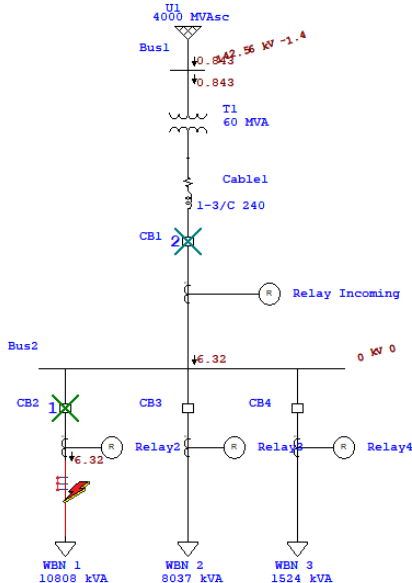 U1
4000 MVAsc
142.56 kV -1.4
Bus1
0.843
0.843
T1
60 MVA
Cable1
1-3/C 240
CB1
2
R
Relay Incoming
Bus2
6.32
0 kV 0
CB2
1
CB3
CB4
R
Relay2
R
Relay3
R
Relay4
6.32
WBN 1
10808 kVA
WBN 2
8037 kVA
WBN 3
1524 kVA